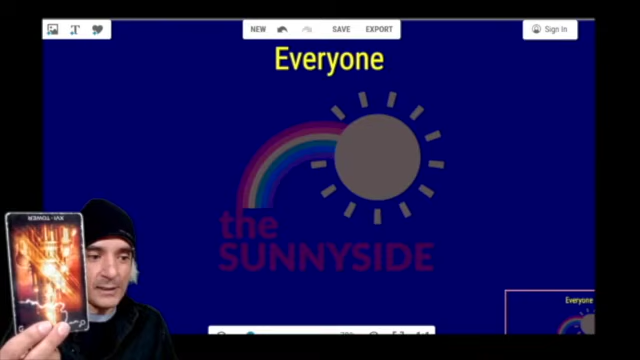 NEW SAVE EXPORT Sign in
Everyone
the
SUNNYSIDE
XVI·TOWER
Everyone